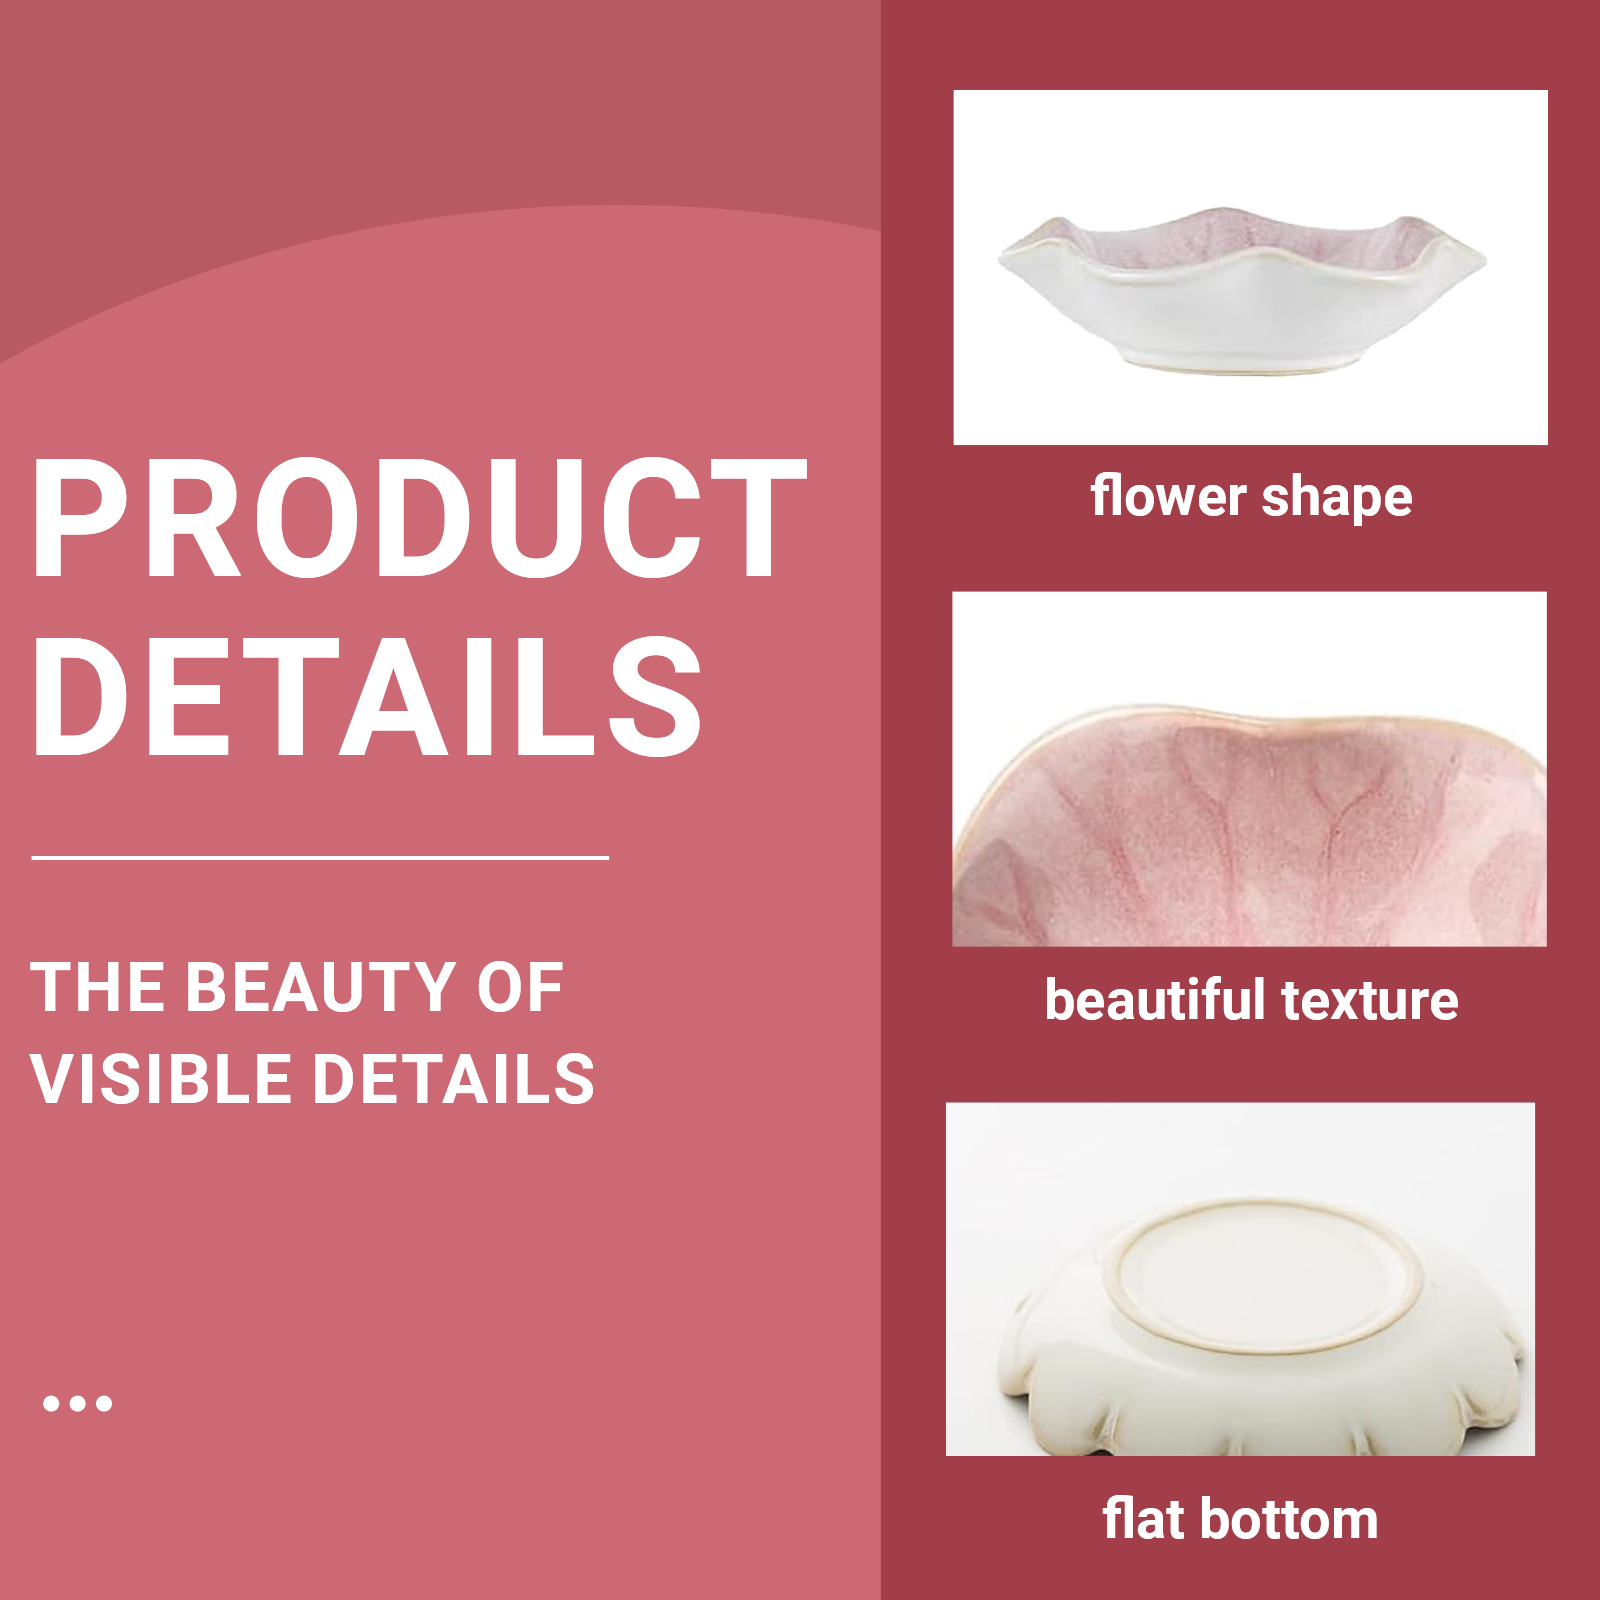 PRODUCT
DETAILS
THE BEAUTY OF
VISIBLE DETAILS
flower shape
beautiful texture
flat bottom